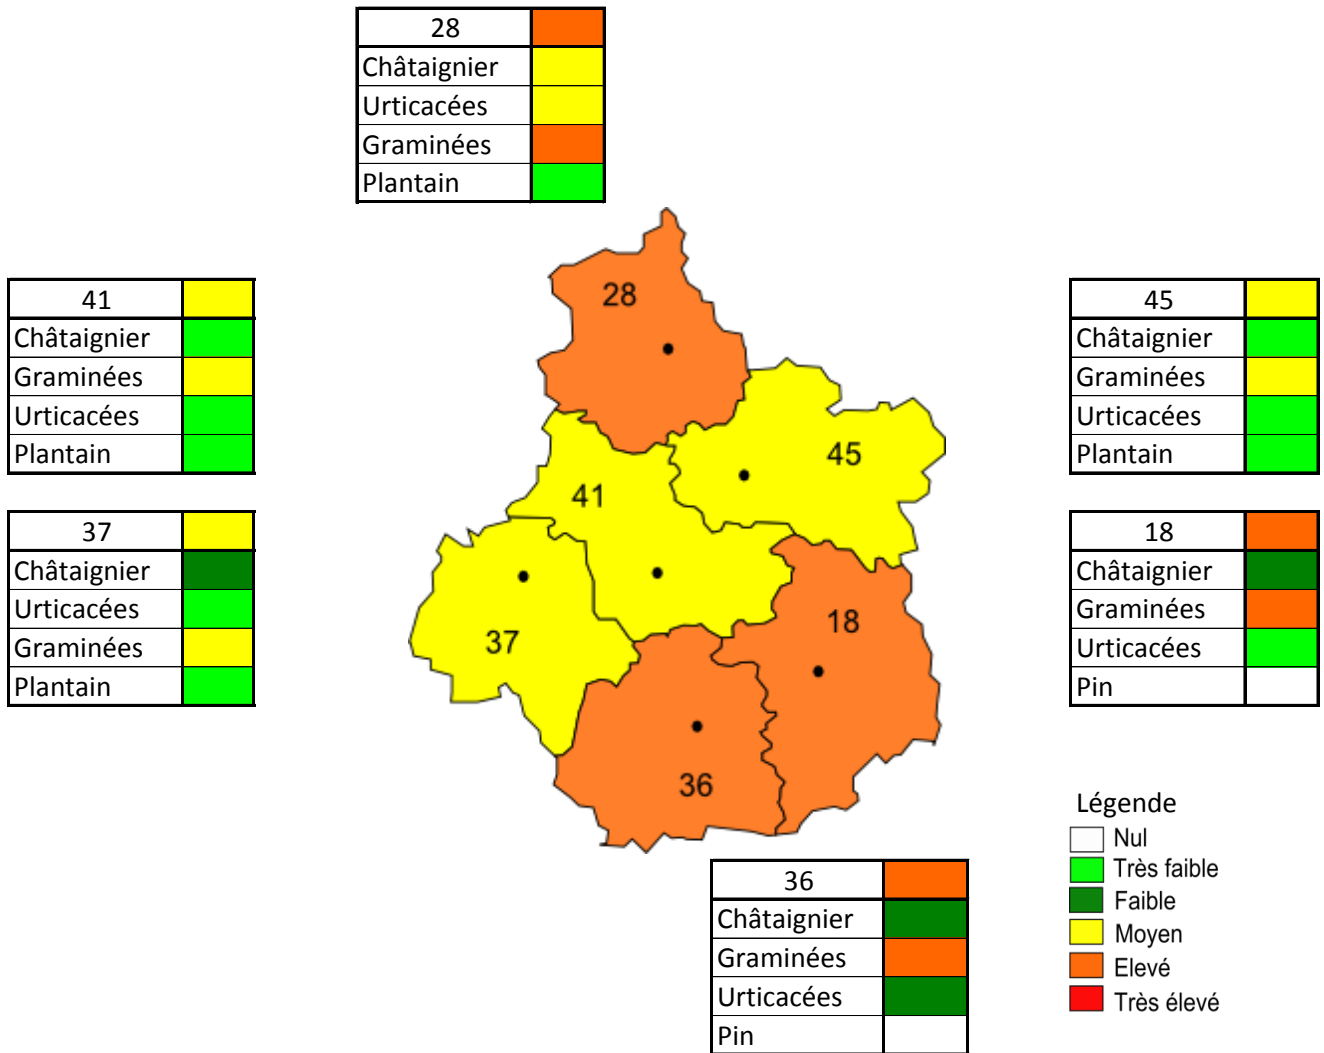 28
Châtaignier
Urticacées
Graminées
Plantain
41
Châtaignier
Graminées
Urticacées
Plantain
37
Châtaignier
Urticacées
Graminées
Plantain
28
45
41
18
37
36
45
Châtaignier
Graminées
Urticacées
Plantain
18
Châtaignier
Graminées
Urticacées
Pin
36
Châtaignier
Graminées
Urticacées
Pin
Légende
Nul
Très faible
Faible
Moyen
Elevé
Très élevé